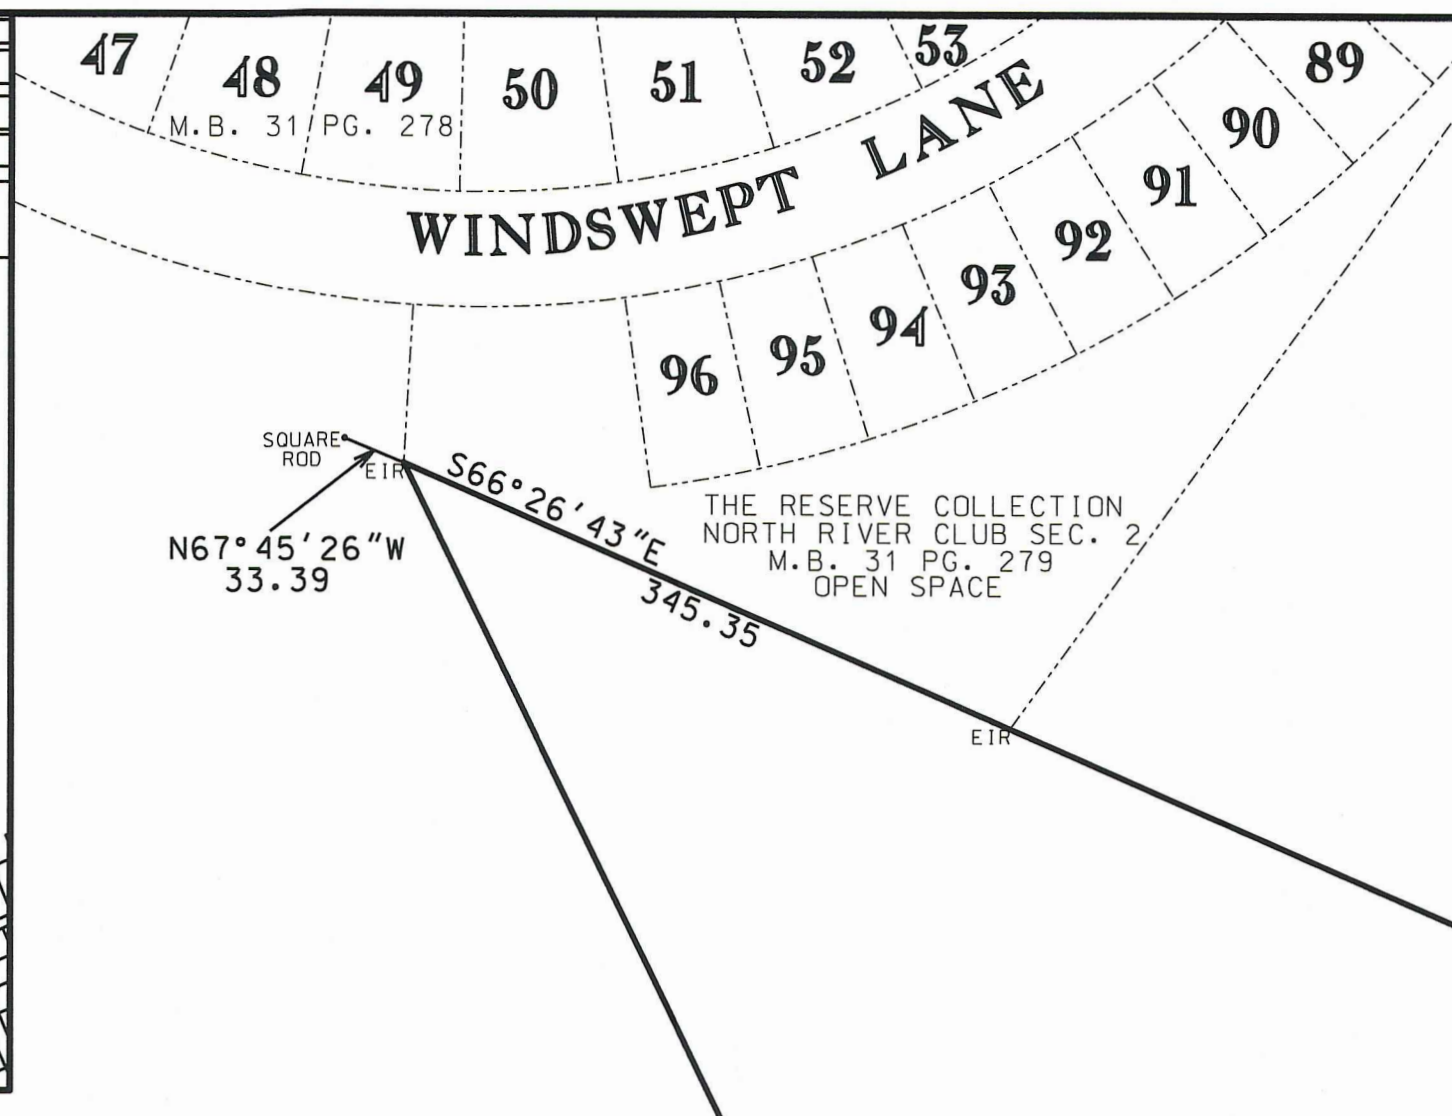 47
48
49
50
51
52
53
89
M.B. 31 PG. 278
WINDSWEPT LANE
90
91
92
93
94
95
96
SQUARE
ROD
EIR
S66°26'43"E
345.35
N67°45'26"W
33.39
THE RESERVE COLLECTION
NORTH RIVER CLUB SEC. 2
M.B. 31 PG. 279
OPEN SPACE
EIR